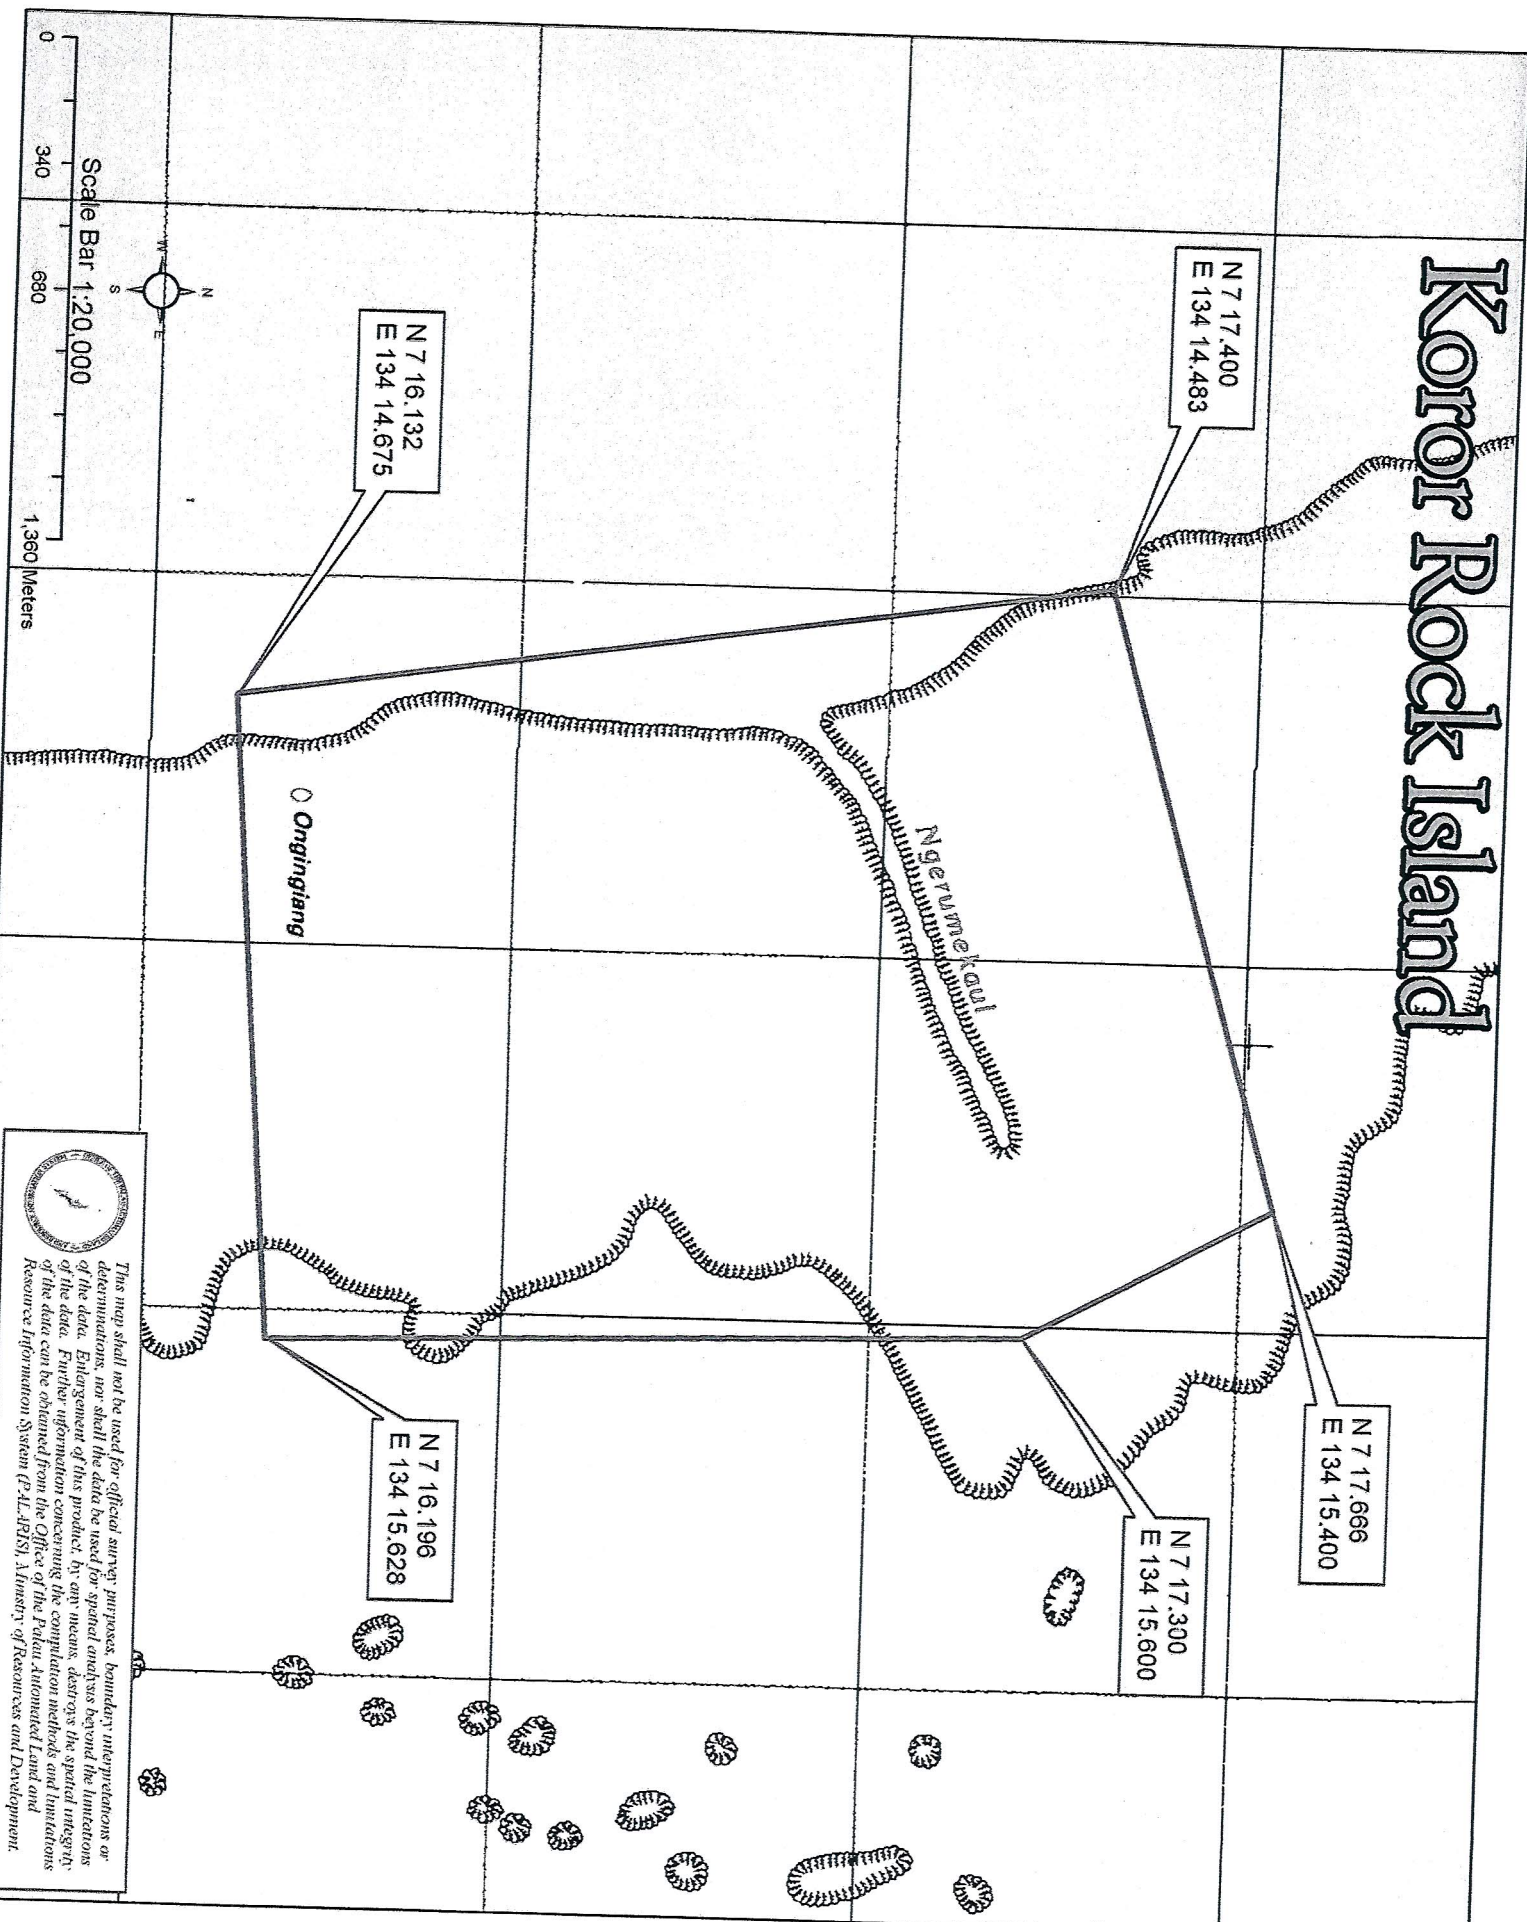 Koror Rock Island
N 7 17.400
E 134 14.483
N 7 17.666
E 134 15.400
N 7 17.300
E 134 15.600
Ngerumekaul
N 7 16.132
E 134 14.675
Ongingiang
N 7 16.196
E 134 15.628
N
W
E
S
Scale Bar 1:20,000
0 340 680 1,360 Meters
This map shall not be used for official survey purposes, boundary interpretations or
determinations, nor shall the data be used for spatial analysis beyond the limitations
of the data. Enlargement of this product, by any means, destroys the spatial integrity
of the data. Further information concerning the compilation methods and limitations
of the data can be obtained from the Office of the Palau Automated Land and
Resource Information System (PALARIS), Ministry of Resources and Development.